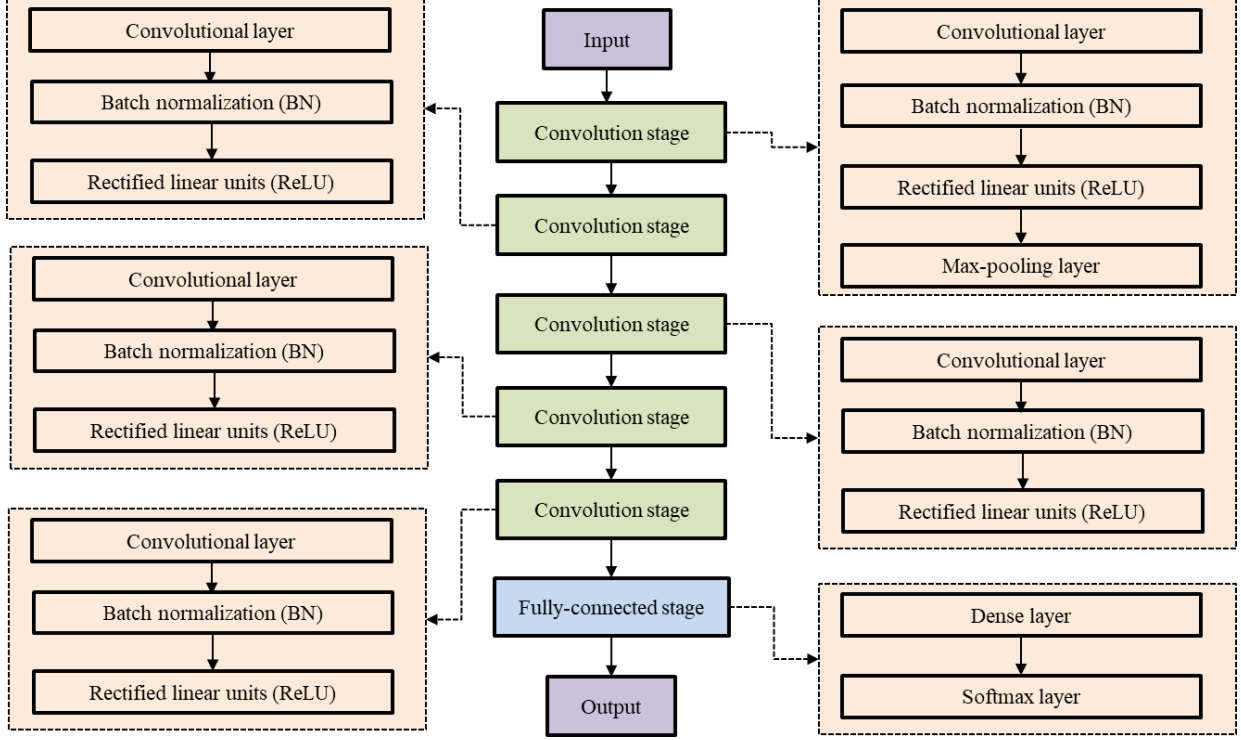 Convolutional layer
Batch normalization (BN)
Rectified linear units (ReLU)
Convolutional layer
Batch normalization (BN)
Rectified linear units (ReLU)
Convolutional layer
Batch normalization (BN)
Rectified linear units (ReLU)
Input
Convolution stage
Convolution stage
Convolution stage
Convolution stage
Convolution stage
Fully-connected stage
Output
Convolutional layer
Batch normalization (BN)
Rectified linear units (ReLU)
Max-pooling layer
Convolutional layer
Batch normalization (BN)
Rectified linear units (ReLU)
Dense layer
Softmax layer